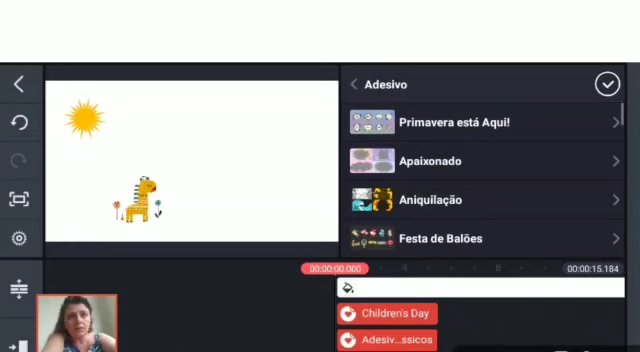 Adesivo
Primavera está Aqui!
Apaixonado
Aniquilação
Festa de Balões
00:00:00.000
00:00:15.184
Children's Day
Adesiv...ssicos